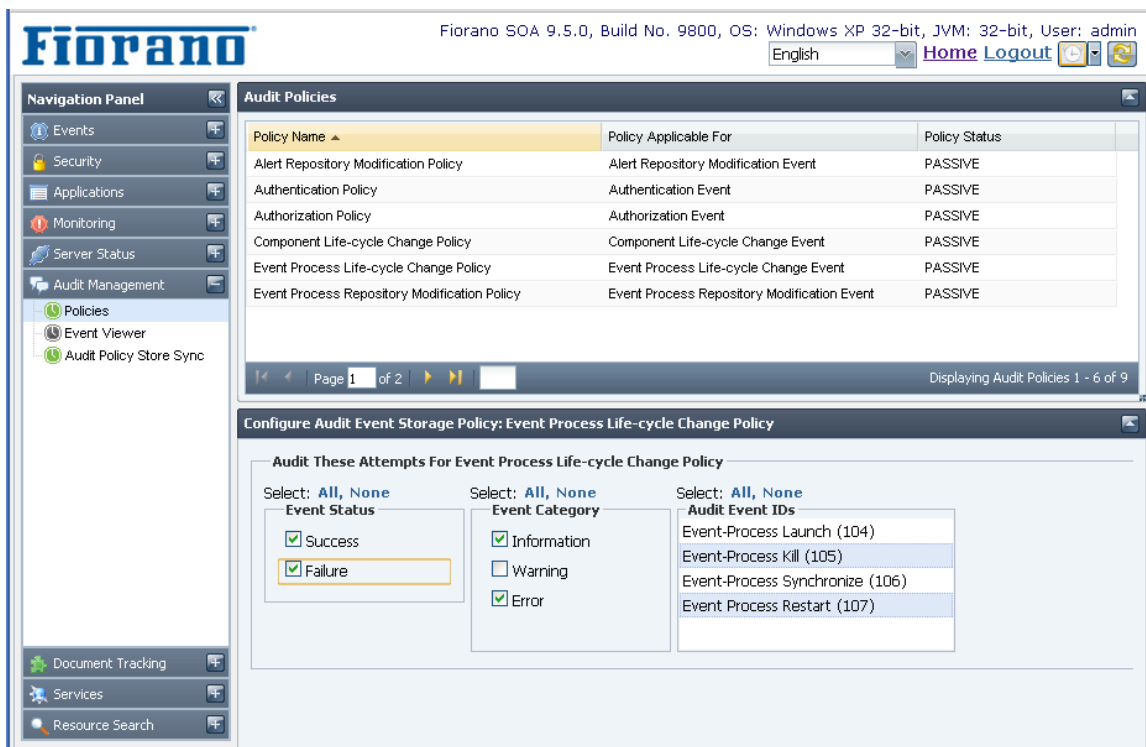 Fiorano
Fiorano SOA 9.5.0, Build No. 9800, OS: Windows XP 32-bit, JVM: 32-bit, User: admin
English Home Logout
Navigation Panel
Events
Security
Applications
Monitoring
Server Status
Audit Management
Policies
Event Viewer
Audit Policy Store Sync
Document Tracking
Services
Resource Search
Audit Policies
Policy Name Policy Applicable For Policy Status
Alert Repository Modification Policy Alert Repository Modification Event PASSIVE
Authentication Policy Authentication Event PASSIVE
Authorization Policy Authorization Event PASSIVE
Component Life-cycle Change Policy Component Life-cycle Change Event PASSIVE
Event Process Life-cycle Change Policy Event Process Life-cycle Change Event PASSIVE
Event Process Repository Modification Policy Event Process Repository Modification Event PASSIVE
Page 1 of 2 Displaying Audit Policies 1 - 6 of 9
Configure Audit Event Storage Policy: Event Process Life-cycle Change Policy
Audit These Attempts For Event Process Life-cycle Change Policy
Select: All, None Select: All, None Select: All, None
Event Status Event Category Audit Event IDs
Success Information Event-Process Launch (104)
Failure Warning Event-Process Kill (105)
Error Event-Process Synchronize (106)
Event Process Restart (107)